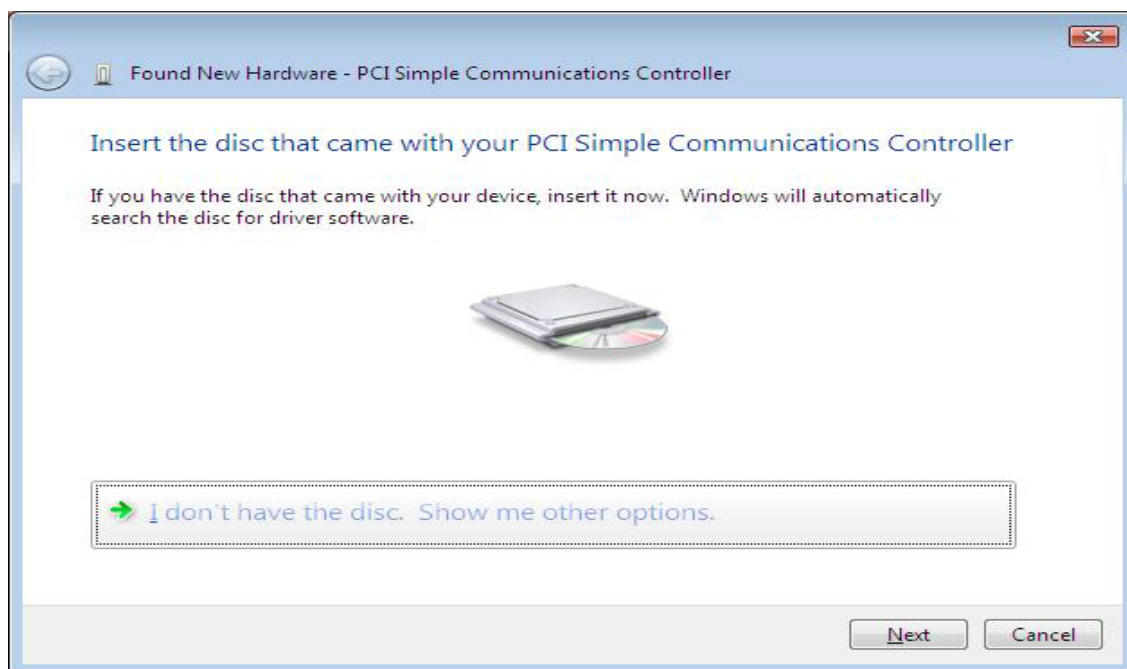 Found New Hardware - PCI Simple Communications Controller
Insert the disc that came with your PCI Simple Communications Controller
If you have the disc that came with your device, insert it now.  Windows will automatically
search the disc for driver software.
I don't have the disc.  Show me other options.
Next
Cancel